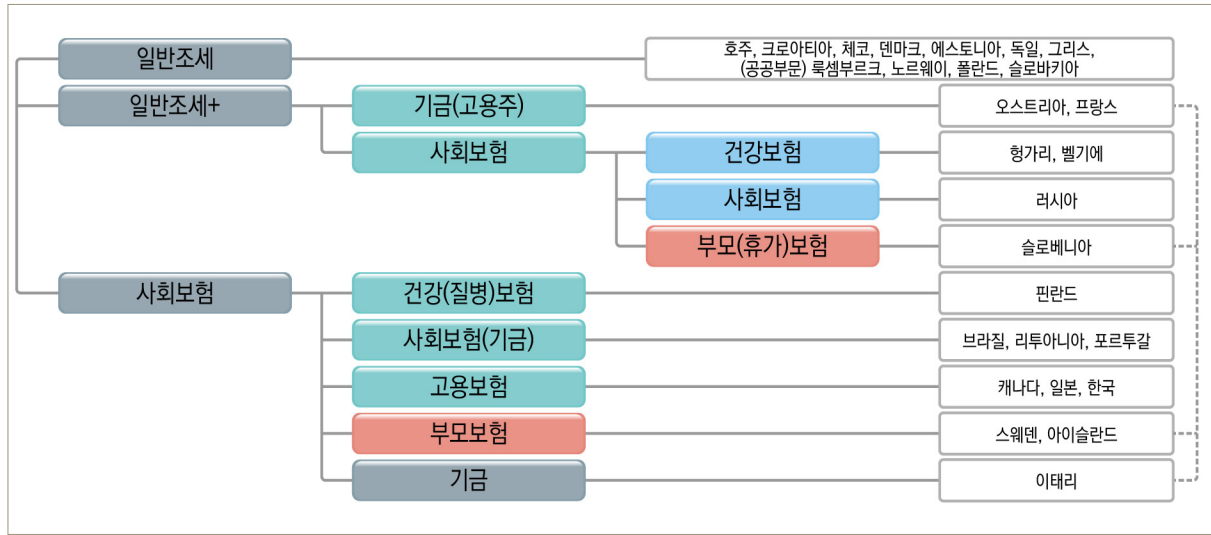 일반조세
호주, 크로아티아, 체코, 덴마크, 에스토니아, 독일, 그리스,
(공공부문) 룩셈부르크, 노르웨이, 폴란드, 슬로바키아
일반조세+
기금(고용주)
오스트리아, 프랑스
사회보험
건강보험
헝가리, 벨기에
사회보험
러시아
부모(휴가)보험
슬로베니아
사회보험
건강(질병)보험
핀란드
사회보험(기금)
브라질, 리투아니아, 포르투갈
고용보험
캐나다, 일본, 한국
부모보험
스웨덴, 아이슬란드
기금
이태리